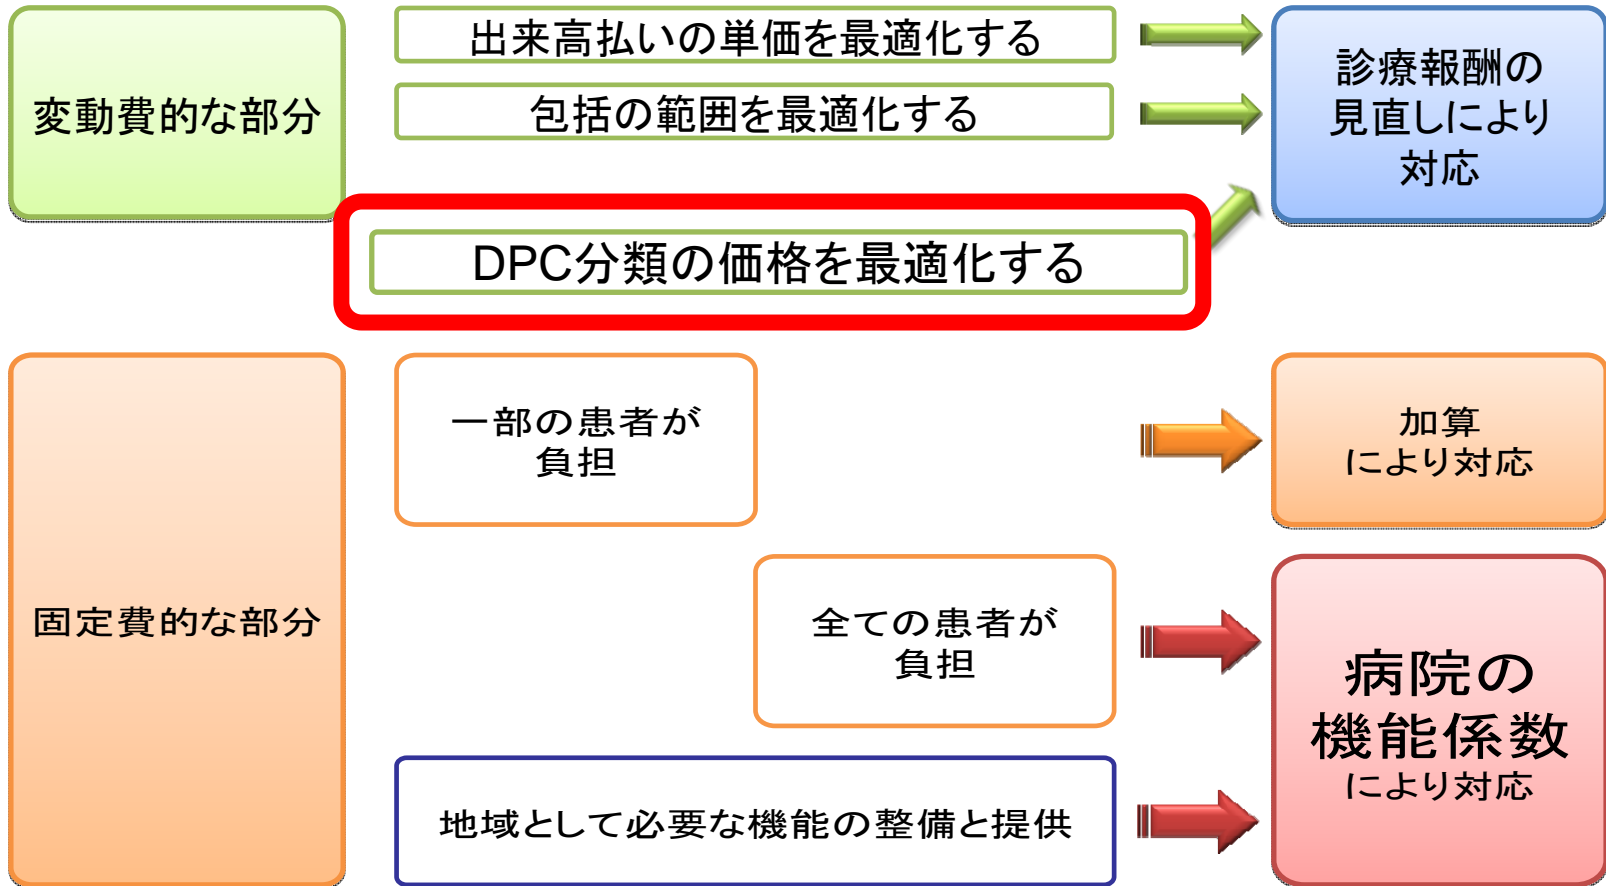 変動費的な部分
出来高払いの単価を最適化する
包括の範囲を最適化する
DPC分類の価格を最適化する
診療報酬の
見直しにより
対応
固定費的な部分
一部の患者が
負担
加算
により対応
全ての患者が
負担
地域として必要な機能の整備と提供
病院の
機能係数
により対応